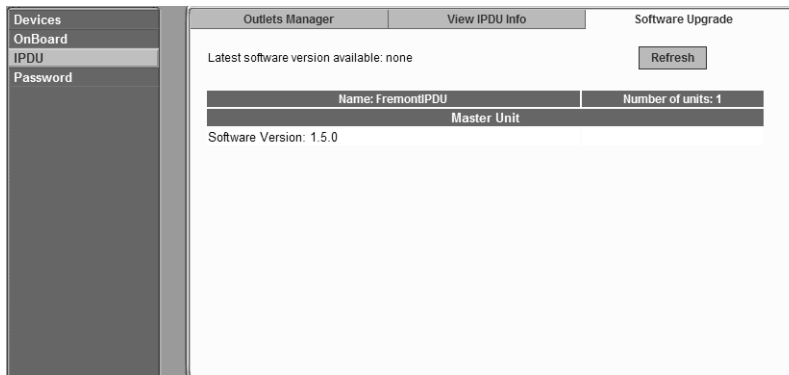 Devices
OnBoard
IPDU
Password
Outlets Manager
View IPDU Info
Software Upgrade
Latest software version available: none
Refresh
Name: FremontIPDU
Number of units: 1
Master Unit
Software Version: 1.5.0